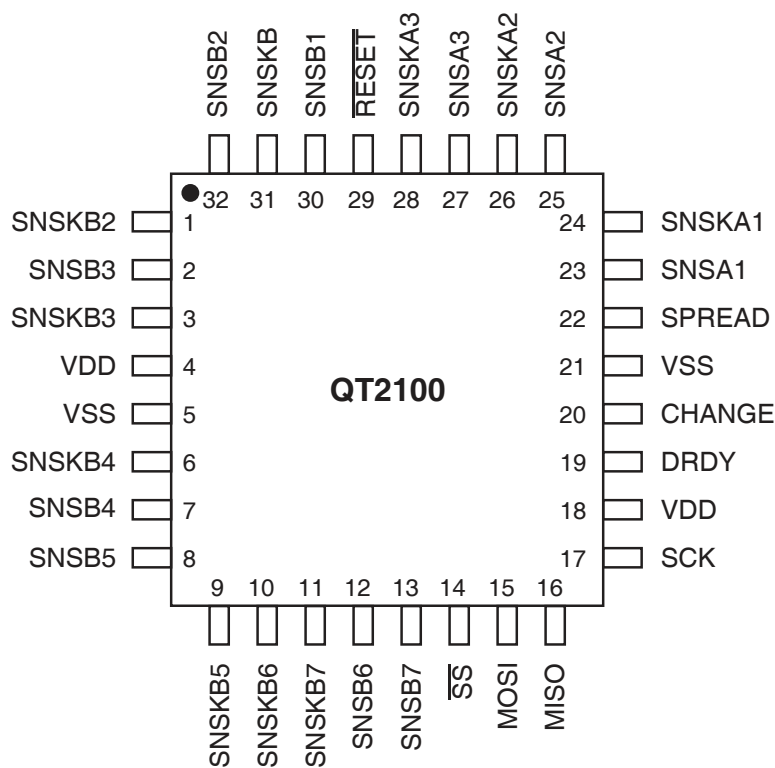 SNSB2 SNSKB SNSB1 RESET SNSKA3 SNSA3 SNSKA2 SNSA2
32 31 30 29 28 27 26 25
SNSKB2 1 24 SNSKA1
SNSB3 2 23 SNSA1
SNSKB3 3 22 SPREAD
VDD 4 21 VSS
QT2100
VSS 5 20 CHANGE
SNSKB4 6 19 DRDY
SNSB4 7 18 VDD
SNSB5 8 17 SCK
9 10 11 12 13 14 15 16
SNSKB5 SNSKB6 SNSKB7 SNSB6 SNSB7 SS MOSI MISO